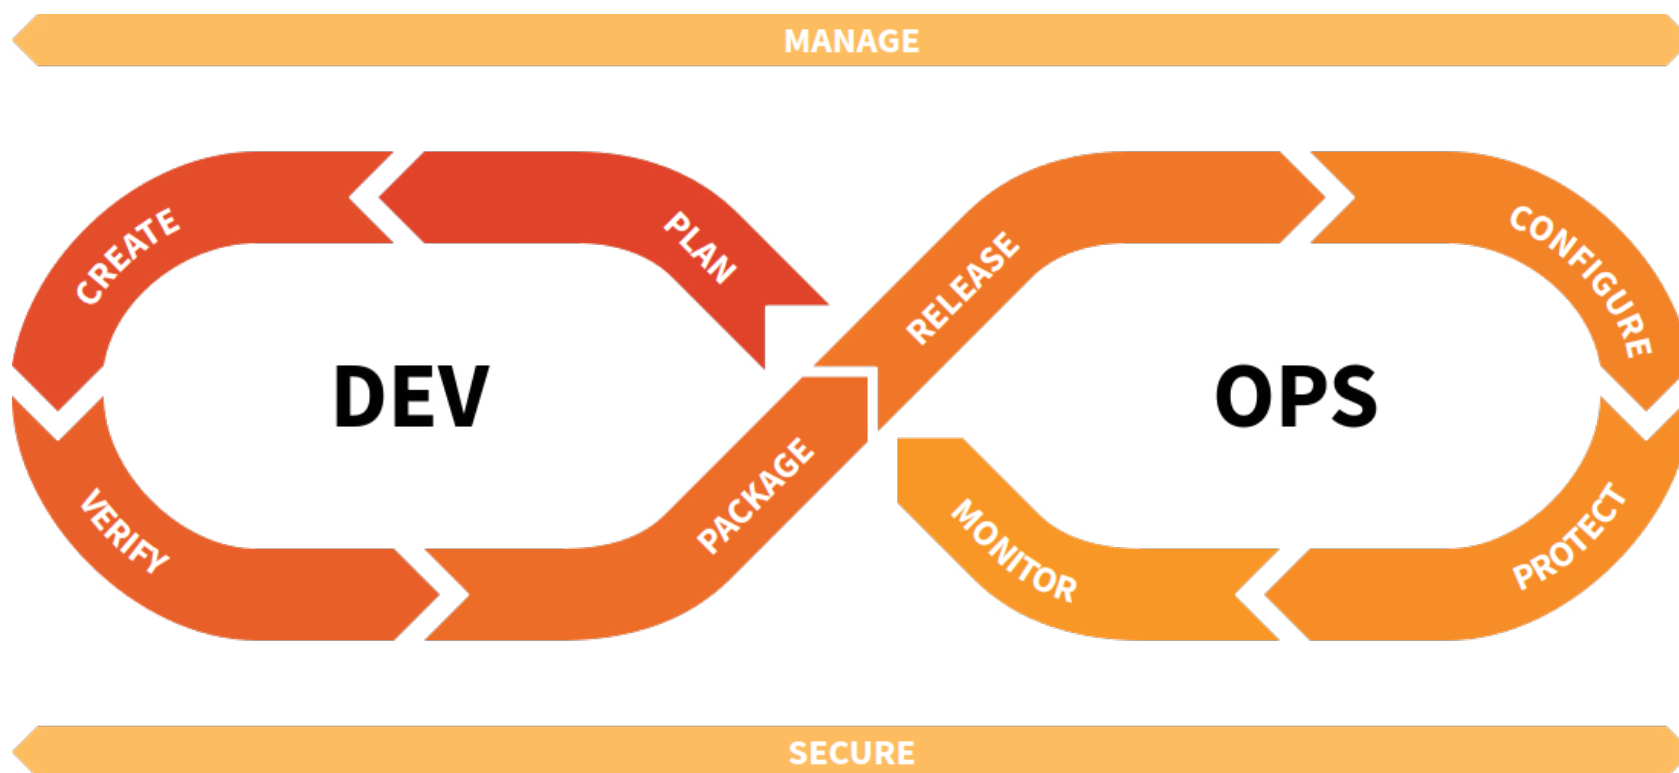 MANAGE
CREATE
PLAN
RELEASE
CONFIGURE
DEV
OPS
VERIFY
PACKAGE
MONITOR
PROTECT
SECURE